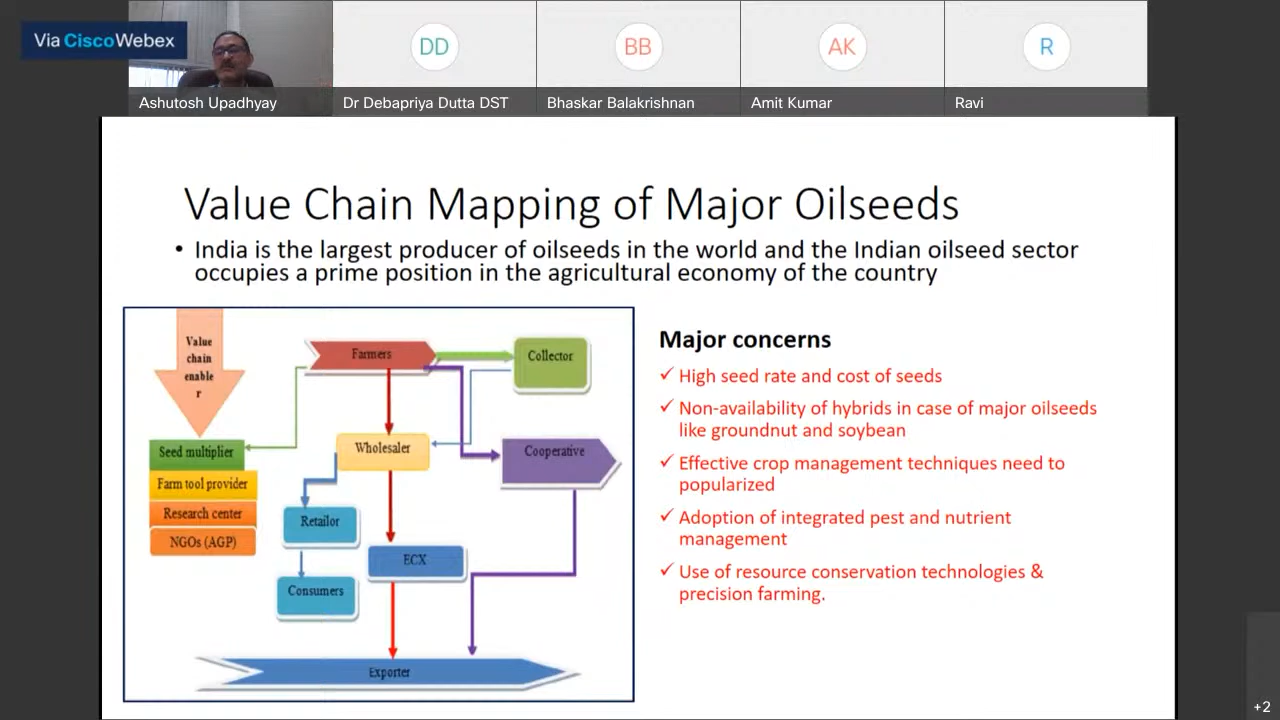 Via Cisco Webex
Ashutosh Upadhyay
DD
Dr Debapriya Dutta DST
BB
Bhaskar Balakrishnan
AK
Amit Kumar
R
Ravi
Value Chain Mapping of Major Oilseeds
• India is the largest producer of oilseeds in the world and the Indian oilseed sector
occupies a prime position in the agricultural economy of the country
Value
chain
enable
r
Farmers
Collector
Seed multiplier
Farm tool provider
Research center
NGOs (AGP)
Wholesaler
Cooperative
Retailor
ECX
Consumers
Exporter
Major concerns
✓ High seed rate and cost of seeds
✓ Non-availability of hybrids in case of major oilseeds
like groundnut and soybean
✓ Effective crop management techniques need to
popularized
✓ Adoption of integrated pest and nutrient
management
✓ Use of resource conservation technologies &
precision farming.
+2